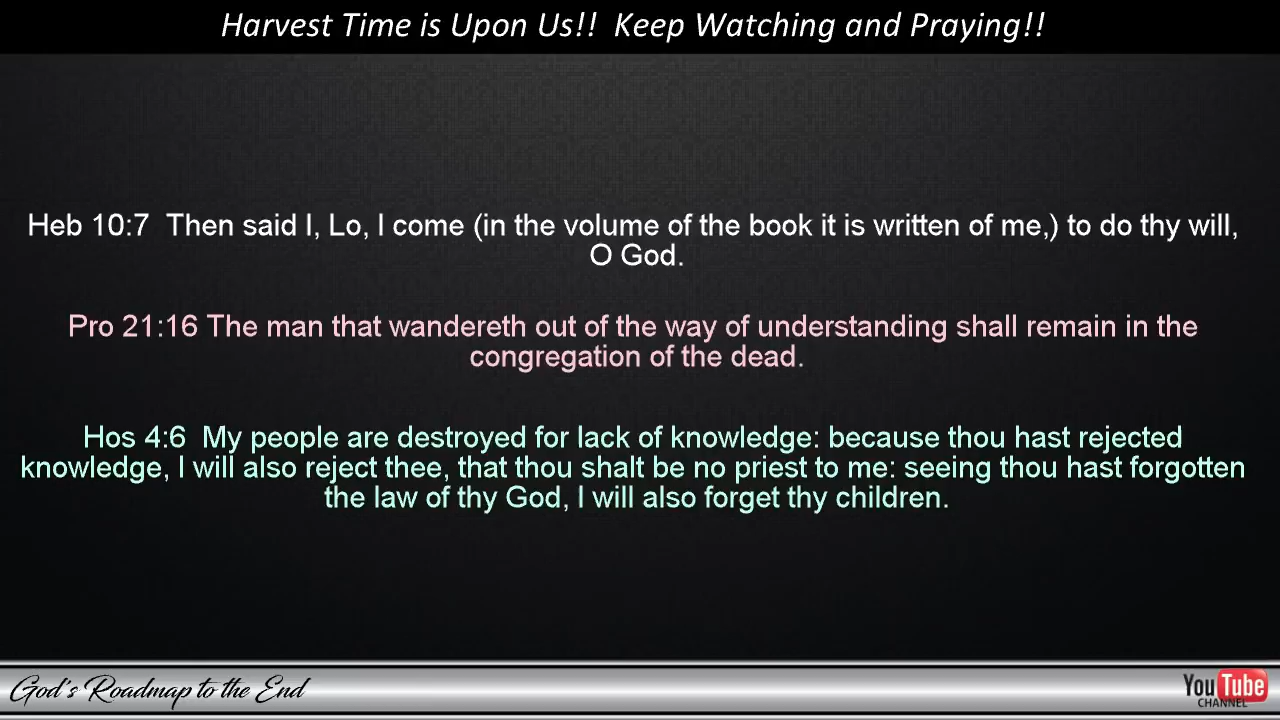 Harvest Time is Upon Us!!  Keep Watching and Praying!!
Heb 10:7  Then said I, Lo, I come (in the volume of the book it is written of me,) to do thy will,
O God.
Pro 21:16 The man that wandereth out of the way of understanding shall remain in the
congregation of the dead.
Hos 4:6  My people are destroyed for lack of knowledge: because thou hast rejected
knowledge, I will also reject thee, that thou shalt be no priest to me: seeing thou hast forgotten
the law of thy God, I will also forget thy children.
God's Roadmap to the End
YouTube
CHANNEL